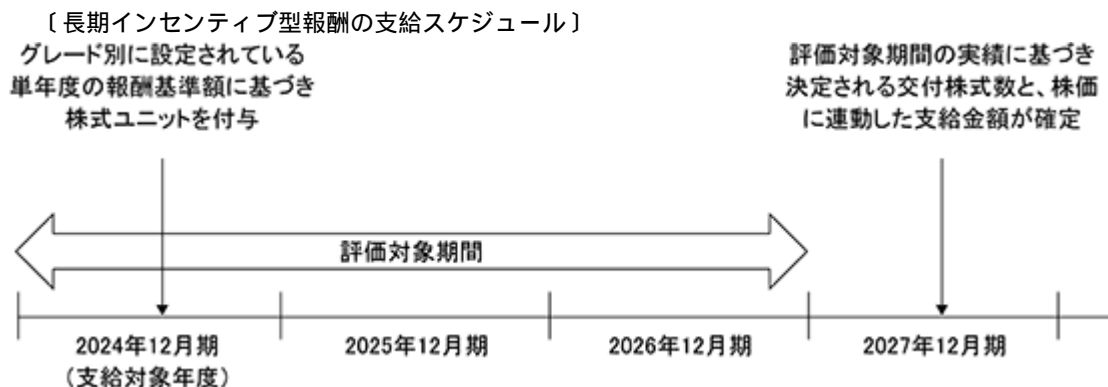 〔長期インセンティブ型報酬の支給スケジュール〕
グレード別に設定されている
単年度の報酬基準額に基づき
株式ユニットを付与
評価対象期間の実績に基づき
決定される交付株式数と、株価
に連動した支給金額が確定
評価対象期間
2024年12月期
（支給対象年度）
2025年12月期
2026年12月期
2027年12月期